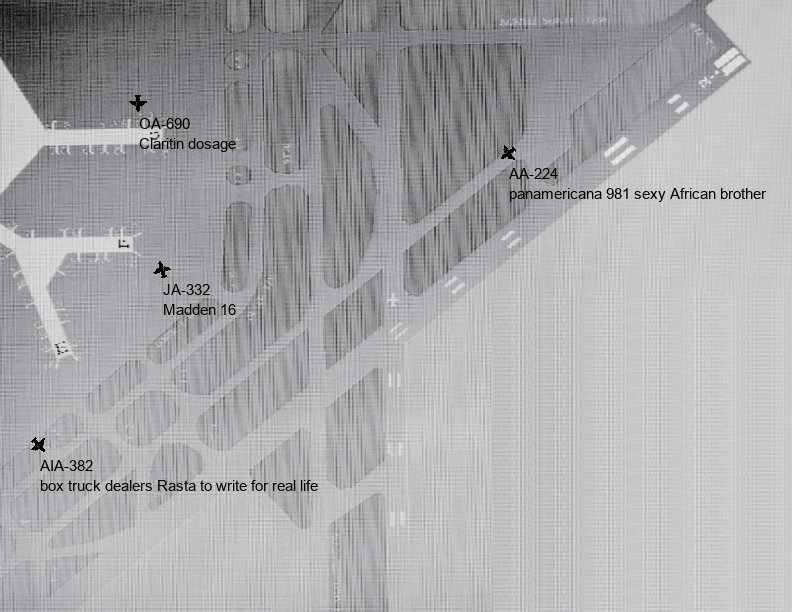 OA-690
Claritin dosage
AA-224
panamericana 981 sexy African brother
JA-332
Madden 16
AIA-382
box truck dealers Rasta to write for real life